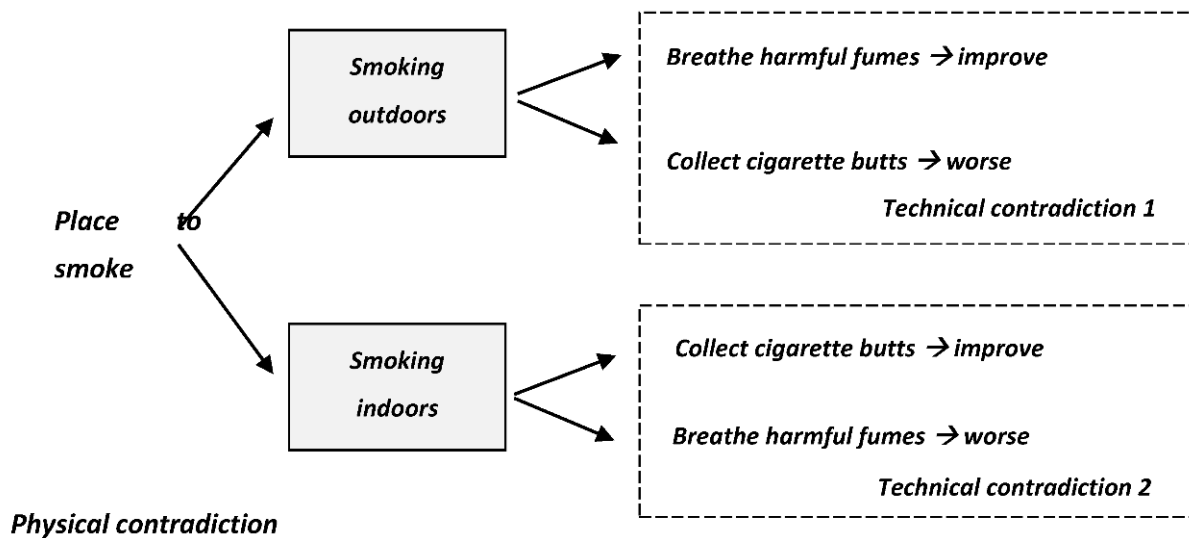 Smoking
outdoors
Breathe harmful fumes → improve
Collect cigarette butts → worse
Technical contradiction 1
Place to
smoke
Smoking
indoors
Collect cigarette butts → improve
Breathe harmful fumes → worse
Technical contradiction 2
Physical contradiction